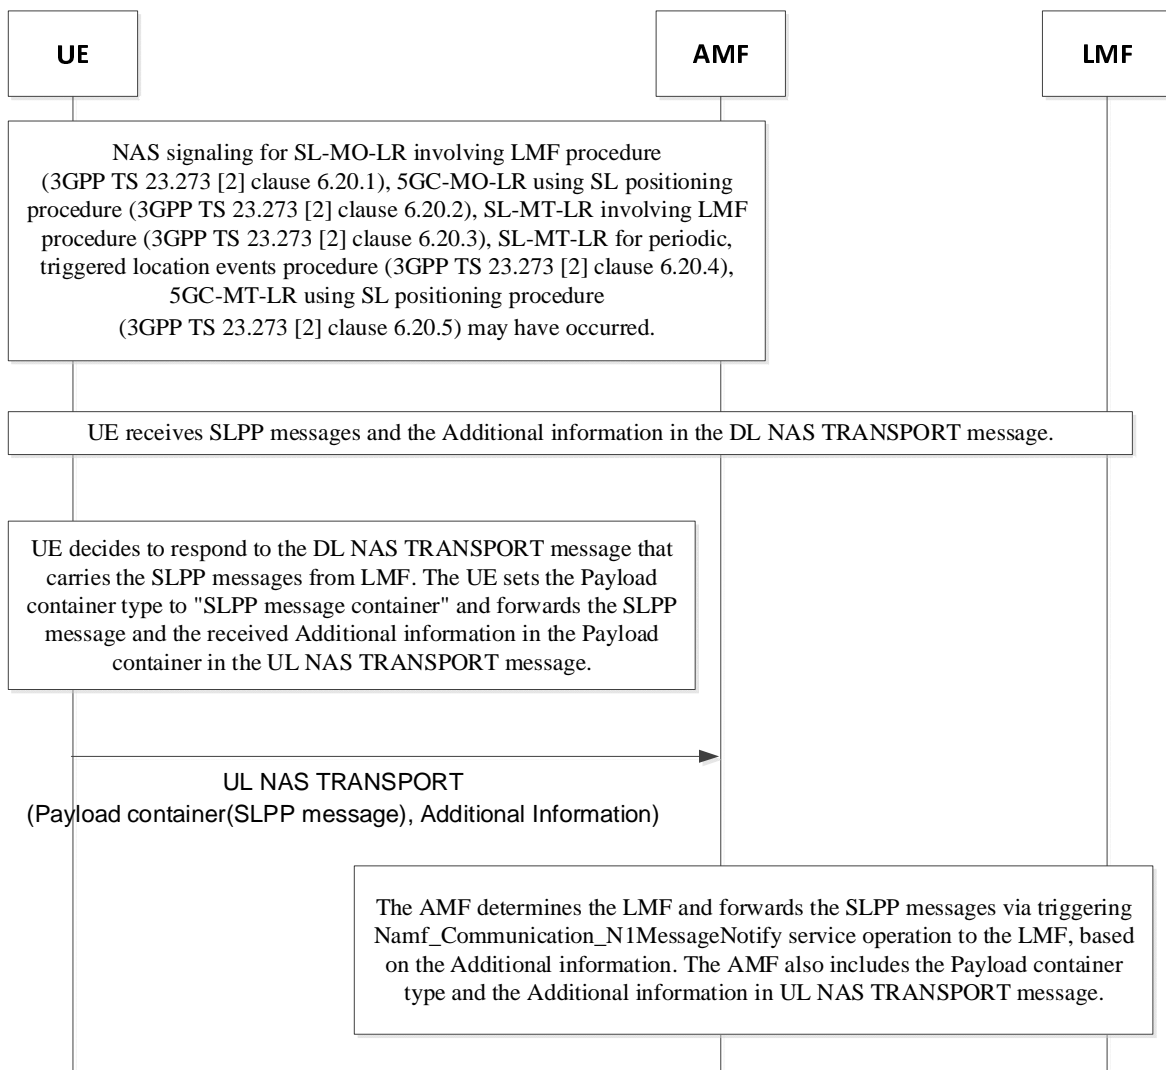 UE
AMF
LMF
NAS signaling for SL-MO-LR involving LMF procedure
(3GPP TS 23.273 [2] clause 6.20.1), 5GC-MO-LR using SL positioning
procedure (3GPP TS 23.273 [2] clause 6.20.2), SL-MT-LR involving LMF
procedure (3GPP TS 23.273 [2] clause 6.20.3), SL-MT-LR for periodic,
triggered location events procedure (3GPP TS 23.273 [2] clause 6.20.4),
5GC-MT-LR using SL positioning procedure
(3GPP TS 23.273 [2] clause 6.20.5) may have occurred.
UE receives SLPP messages and the Additional information in the DL NAS TRANSPORT message.
UE decides to respond to the DL NAS TRANSPORT message that
carries the SLPP messages from LMF. The UE sets the Payload
container type to "SLPP message container" and forwards the SLPP
message and the received Additional information in the Payload
container in the UL NAS TRANSPORT message.
UL NAS TRANSPORT
(Payload container(SLPP message), Additional Information)
The AMF determines the LMF and forwards the SLPP messages via triggering
Namf_Communication_N1MessageNotify service operation to the LMF, based
on the Additional information. The AMF also includes the Payload container
type and the Additional information in UL NAS TRANSPORT message.